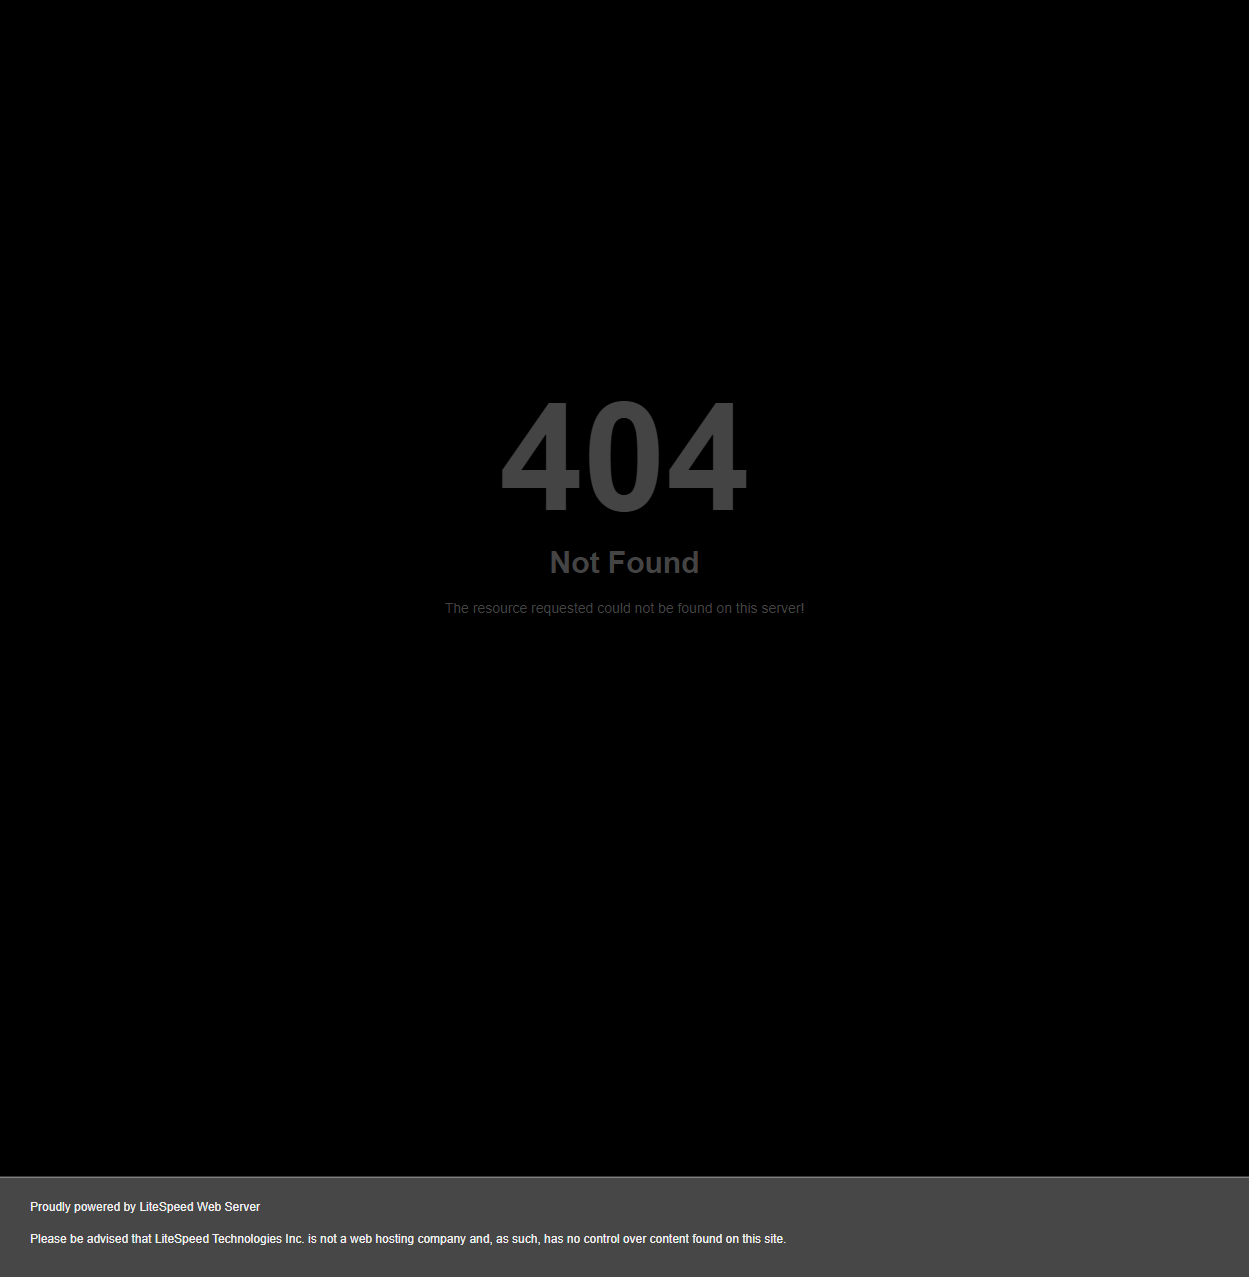 404
Not Found
The resource requested could not be found on this server!
Proudly powered by LiteSpeed Web Server
Please be advised that LiteSpeed Technologies Inc. is not a web hosting company and, as such, has no control over content found on this site.